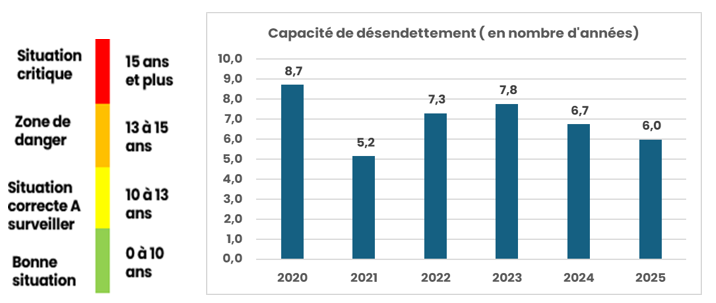 Situation
critique
15 ans
et plus
Zone de
danger
13 à 15
ans
Situation
correcte A
surveiller
10 à 13
ans
Bonne
situation
0 à 10
ans
Capacité de désendettement ( en nombre d'années)
10,0
9,0
8,0
7,0
6,0
5,0
4,0
3,0
2,0
1,0
0,0
8,7
5,2
7,3
7,8
6,7
6,0
2020
2021
2022
2023
2024
2025